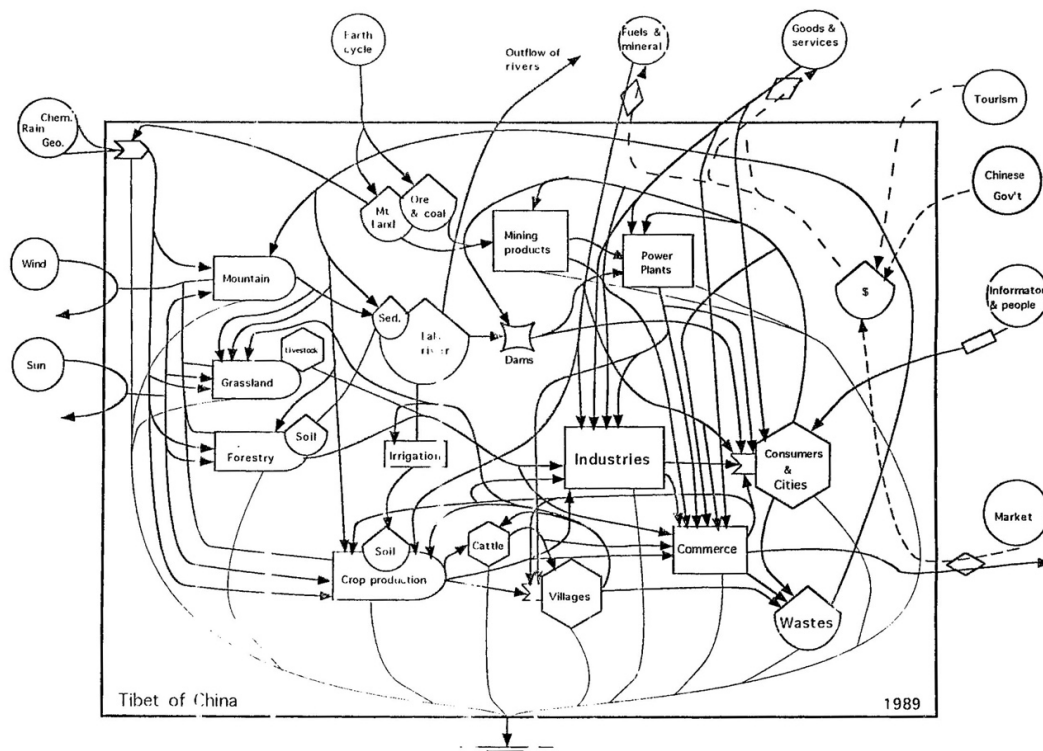 Earth
cycle
Outflow of
rivers
Fuels &
mineral
Goods &
services
Tourism
Chem.
Rain
Geo.
Chinese
Gov't
Ore
& coal
Mt
Land
Mining
products
Power
Plants
Wind
Mountain
$
Informaton
& people
Sed.
river
Dams
Sun
Livestock
Grassland
Soil
Forestry
Irrigation
Industries
Consumers
&
Cities
Market
Soil
Cattle
Commerce
Crop production
Villages
Wastes
Tibet of China
1989